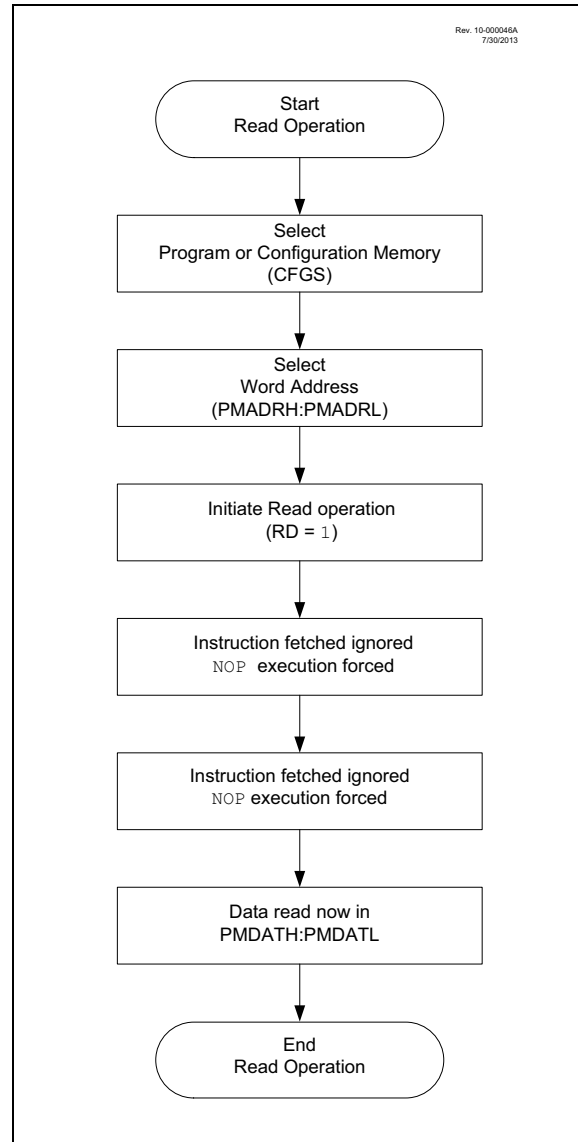 Rev. 10-000046A
7/30/2013
Start
Read Operation
Select
Program or Configuration Memory
(CFGS)
Select
Word Address
(PMADRH:PMADRL)
Initiate Read operation
(RD = 1)
Instruction fetched ignored
NOP execution forced
Instruction fetched ignored
NOP execution forced
Data read now in
PMDATH:PMDATL
End
Read Operation